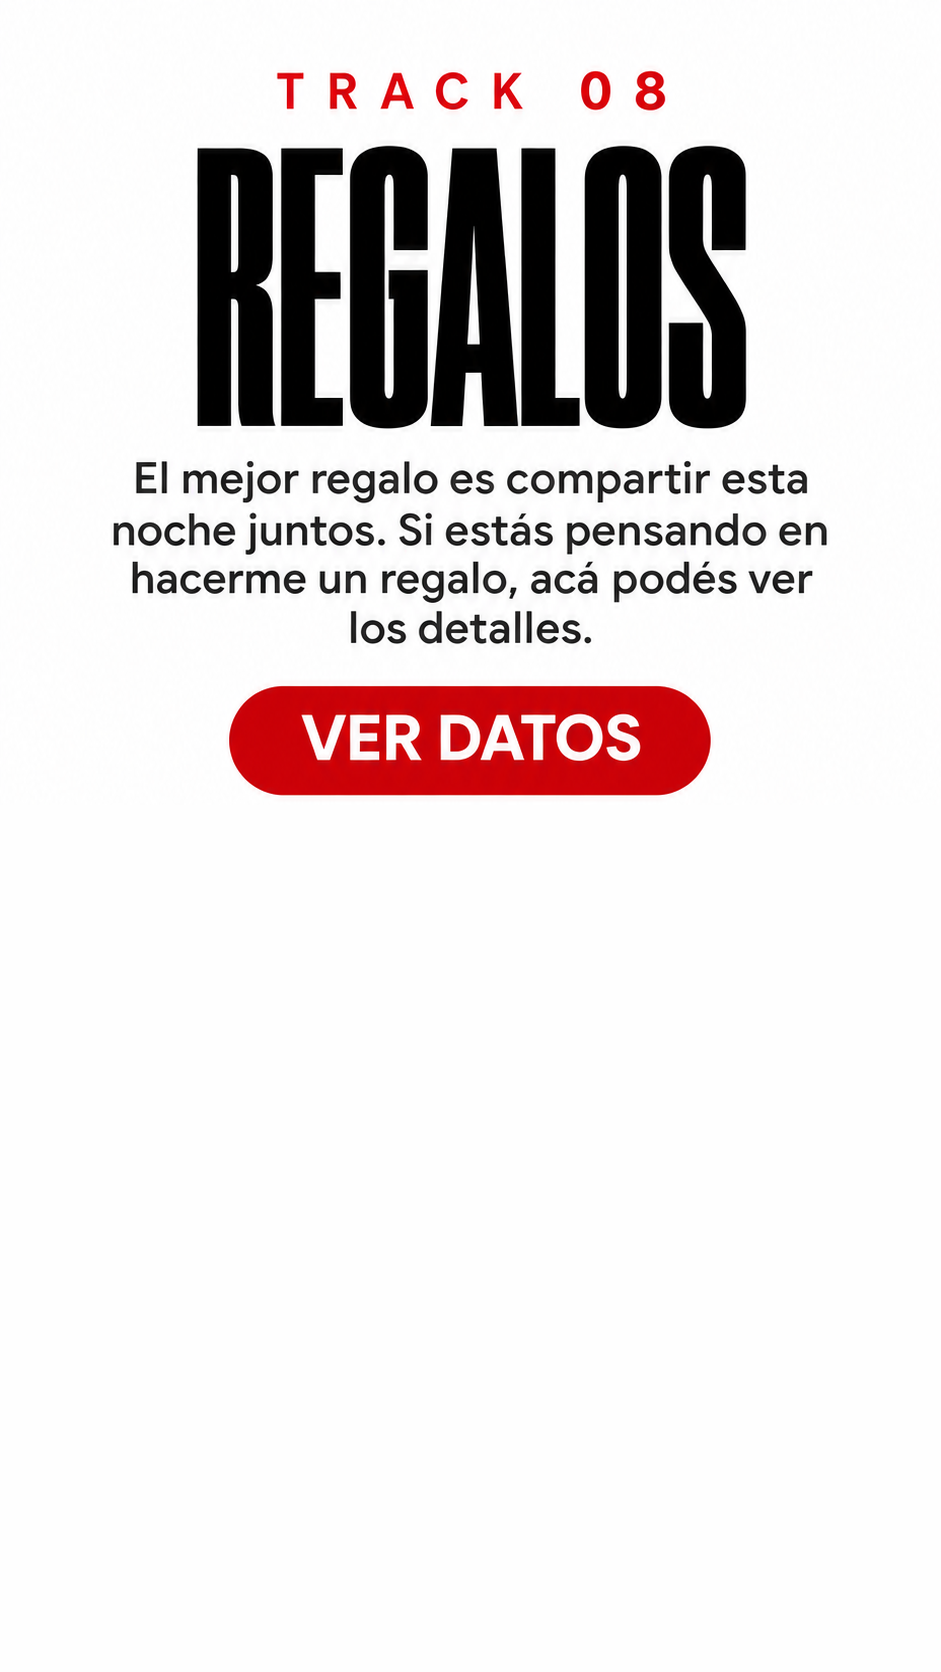 TRACK 08
REGALOS
El mejor regalo es compartir esta
noche juntos. Si estás pensando en
hacerme un regalo, acá podés ver
los detalles.
VER DATOS